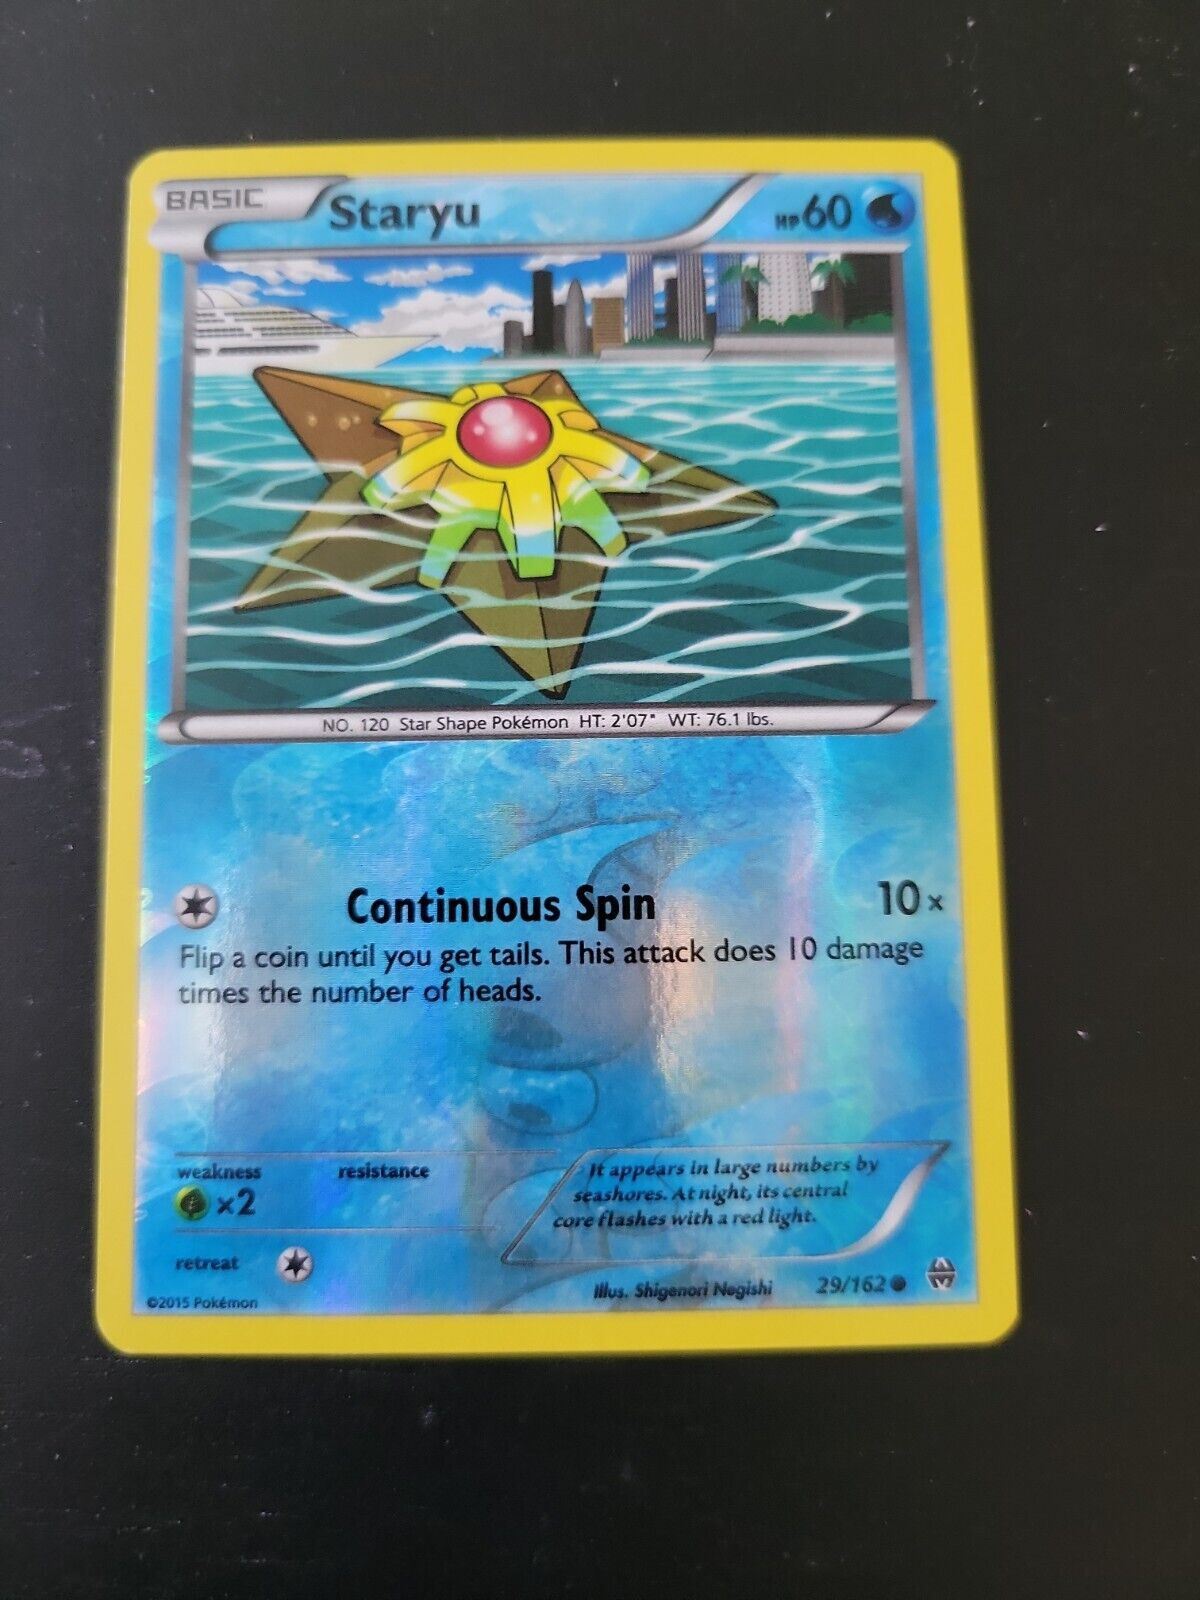 BASIC Staryu HP60
NO. 120 Star Shape Pokémon HT: 2'07" WT: 76.1 lbs.
Continuous Spin 10×
Flip a coin until you get tails. This attack does 10 damage
times the number of heads.
weakness resistance
×2
retreat
It appears in large numbers by
seashores. At night, its central
core flashes with a red light.
Illus. Shigenori Negishi 29/162
©2015 Pokémon